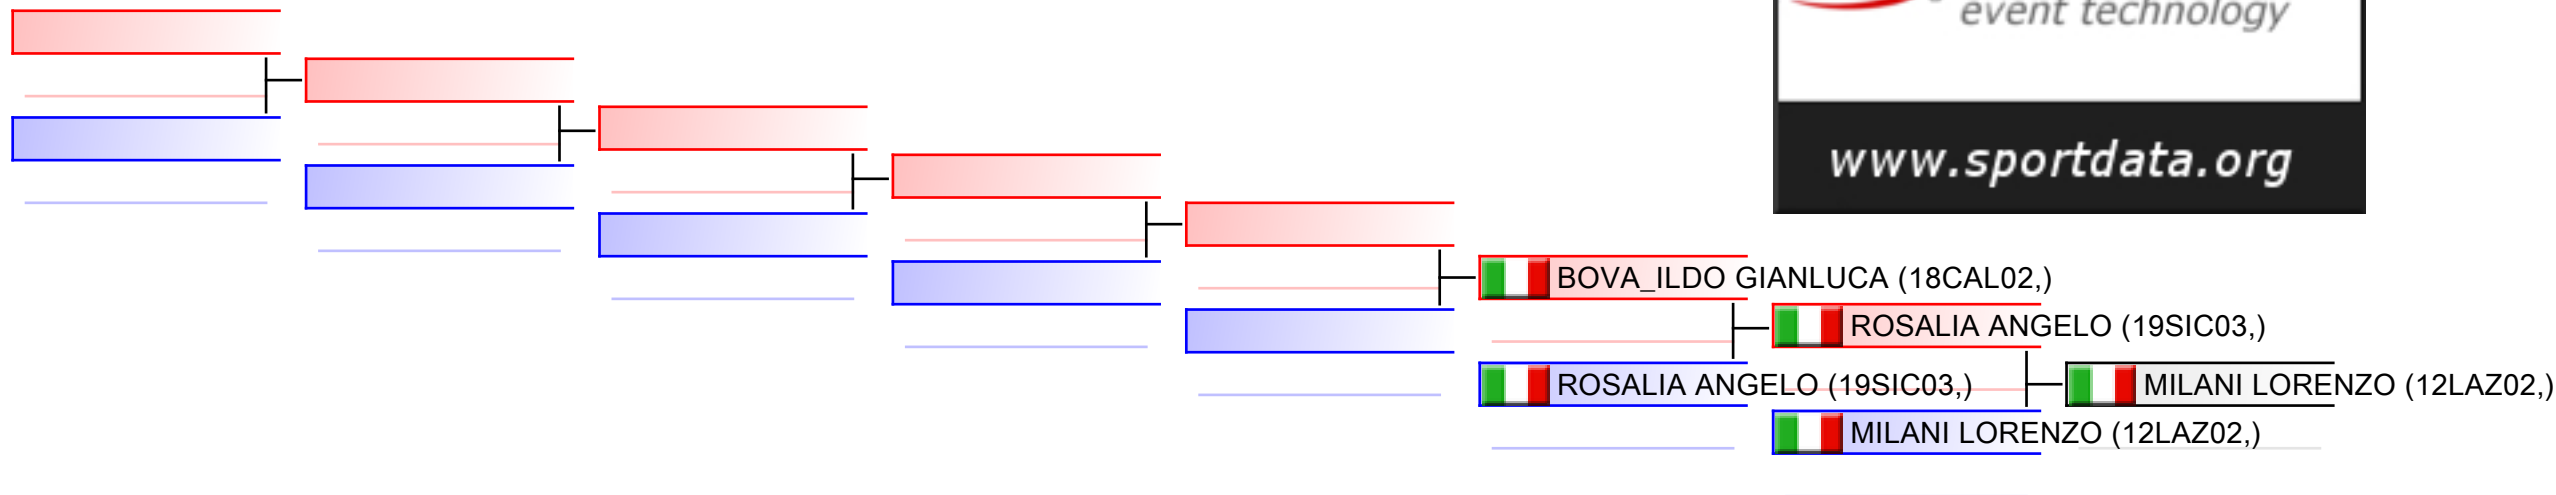 event technology
www.sportdata.org
BOVA_ILDO GIANLUCA (18CAL02,)
ROSALIA ANGELO (19SIC03,)
ROSALIA ANGELO (19SIC03,)
MILANI LORENZO (12LAZ02,)
MILANI LORENZO (12LAZ02,)